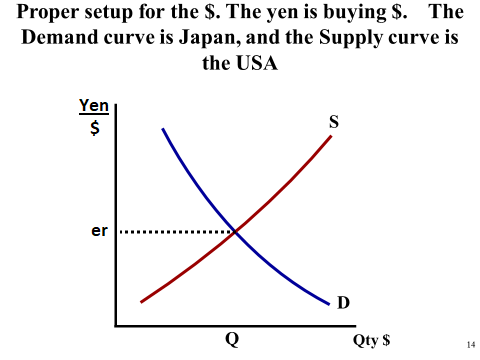 Proper setup for the $. The yen is buying $. The
Demand curve is Japan, and the Supply curve is
the USA
Yen
$
S
er
D
Q
Qty $
14